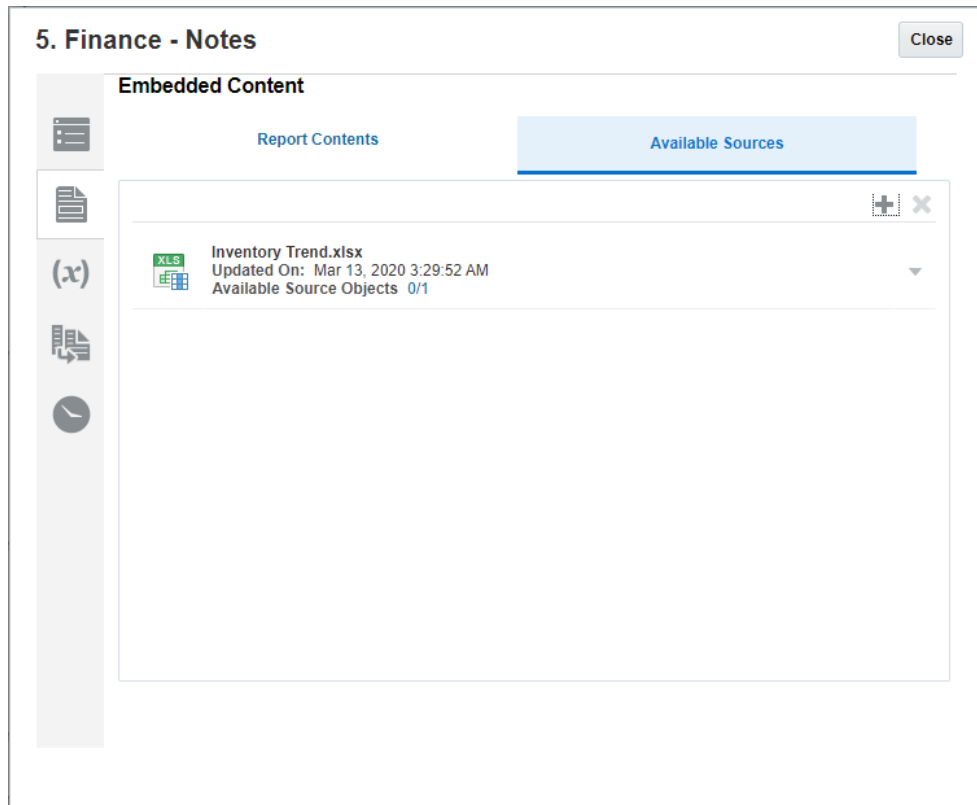 5. Finance - Notes
Close
Embedded Content
Report Contents
Available Sources
XLS
Inventory Trend.xlsx
Updated On: Mar 13, 2020 3:29:52 AM
Available Source Objects 0/1
(x)